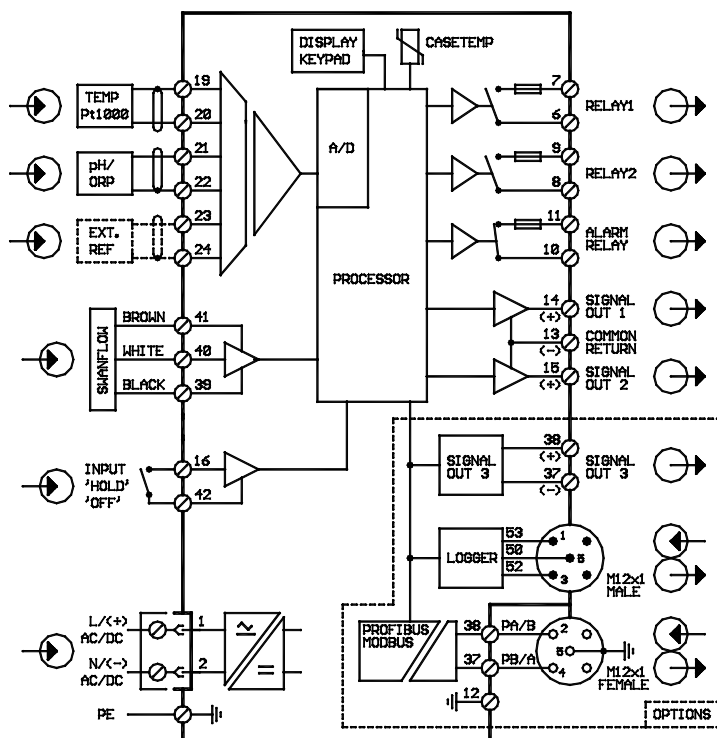 DISPLAY
KEYPAD
CASETEMP
TEMP
Pt1000
19
20
pH/
ORP
21
22
EXT.
REF
23
24
A/D
PROCESSOR
7
6
RELAY1
9
8
RELAY2
11
10
ALARM
RELAY
14
(+)
SIGNAL
OUT 1
13
(-)
COMMON
RETURN
15
(+)
SIGNAL
OUT 2
SWANFLOW
BROWN
41
WHITE
40
BLACK
39
INPUT
'HOLD'
'OFF'
16
42
SIGNAL
OUT 3
38
(+)
37
(-)
SIGNAL
OUT 3
LOGGER
53
50
52
1
5
3
M12x1
MALE
PROFIBUS
MODBUS
38
37
PA/B
PB/A
2
5
4
M12x1
FEMALE
12
L/(+)
AC/DC
1
N/(-)
AC/DC
2
PE
OPTIONS